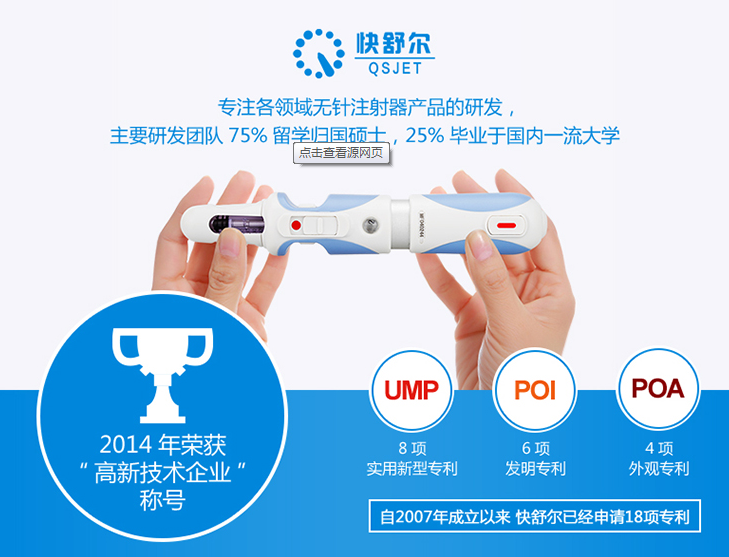 快舒尔
QSJET
专注各领域无针注射器产品的研发，
主要研发团队 75% 留学归国硕士，25% 毕业于国内一流大学
点击查看源网页
MF040246
2014 年荣获
“ 高新技术企业 ”
称号
UMP
POI
POA
8 项
实用新型专利
6 项
发明专利
4 项
外观专利
自2007年成立以来 快舒尔已经申请18项专利